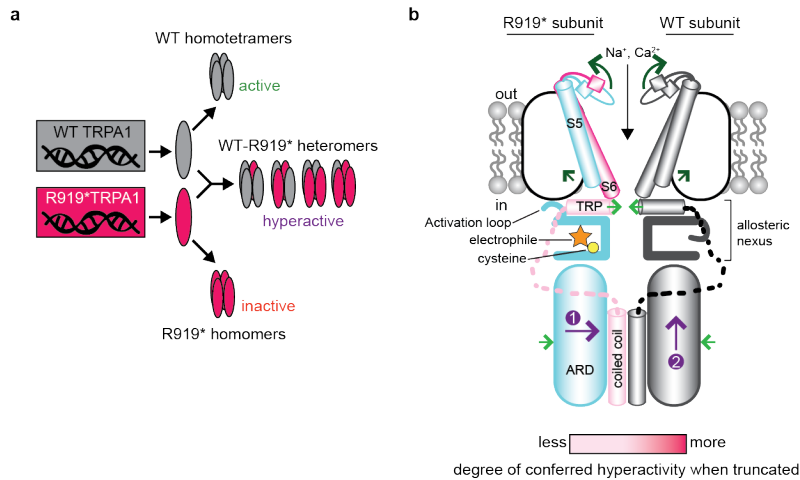 a
WT homotetramers
active
WT TRPA1
WT-R919* heteromers
R919*TRPA1
hyperactive
inactive
R919* homomers
b
R919* subunit
WT subunit
Na⁺, Ca²⁺
out
S5
S6
in
TRP
Activation loop
electrophile
cysteine
allosteric
nexus
1
2
ARD
coiled coil
less
more
degree of conferred hyperactivity when truncated